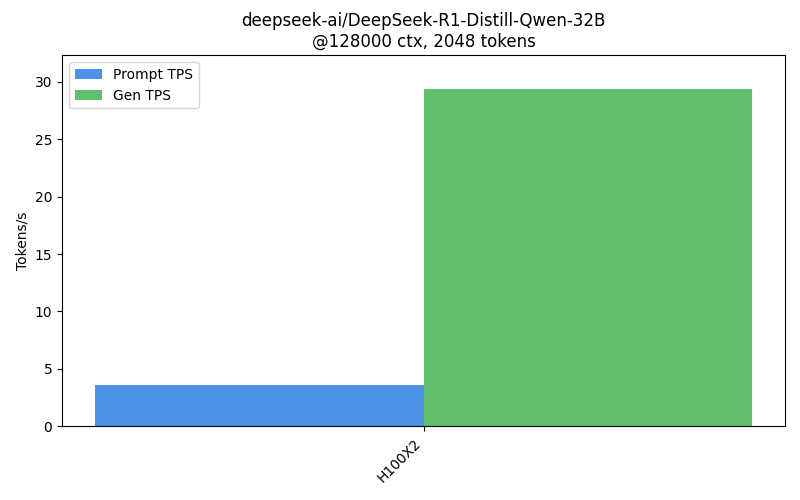 deepseek-ai/DeepSeek-R1-Distill-Qwen-32B
@128000 ctx, 2048 tokens
Prompt TPS
Gen TPS
Tokens/s
30
25
20
15
10
5
0
H100X2